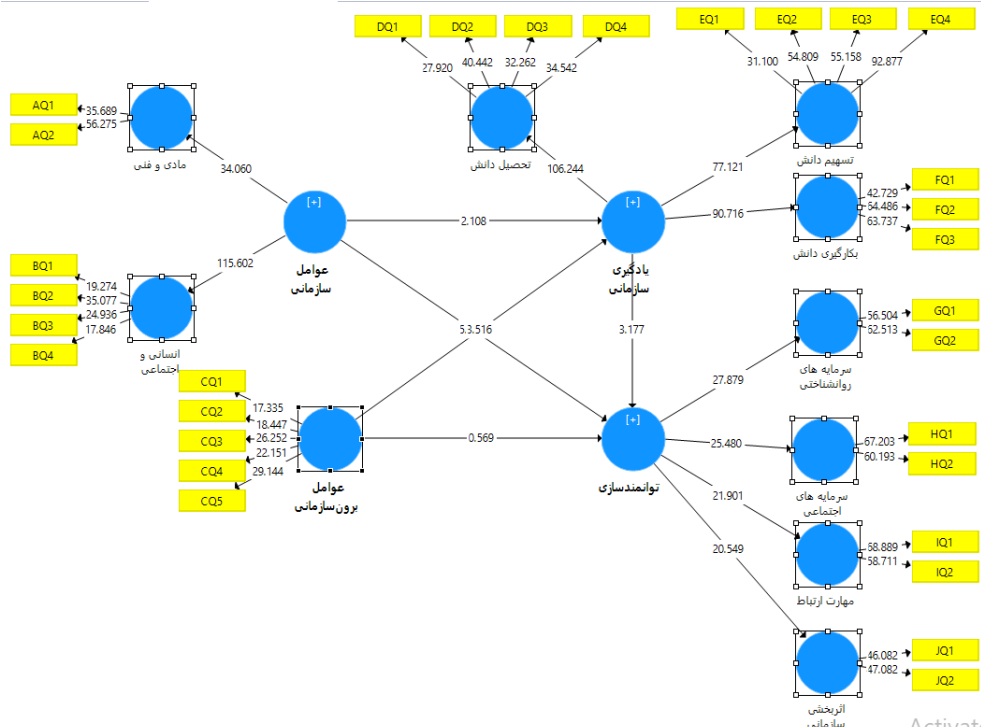 DQ1 DQ2 DQ3 DQ4
27.920 40.442 32.262 34.542
تحصیل دانش
EQ1 EQ2 EQ3 EQ4
31.100 54.809 55.158 92.877
تسهیم دانش
AQ1 35.689
AQ2 56.275
مادی و فنی
34.060
106.244
77.121
90.716
FQ1 42.729
FQ2 64.486
FQ3 63.737
بکارگیری دانش
[+]
عوامل
سازمانی
2.108
[+]
یادگیری
سازمانی
115.602
BQ1 19.274
BQ2 35.077
BQ3 24.936
BQ4 17.846
انسانی و
اجتماعی
3.516
3.177
GQ1 56.504
GQ2 62.513
سرمایه های
روانشناختی
27.879
CQ1 17.335
CQ2 18.447
CQ3 26.252
CQ4 22.151
CQ5 29.144
عوامل
برون‌سازمانی
0.569
[+]
توانمندسازی
25.480
HQ1 67.203
HQ2 60.193
سرمایه های
اجتماعی
21.901
IQ1 68.889
IQ2 58.711
مهارت ارتباط
20.549
JQ1 46.082
JQ2 47.082
اثربخشی
سازمانی